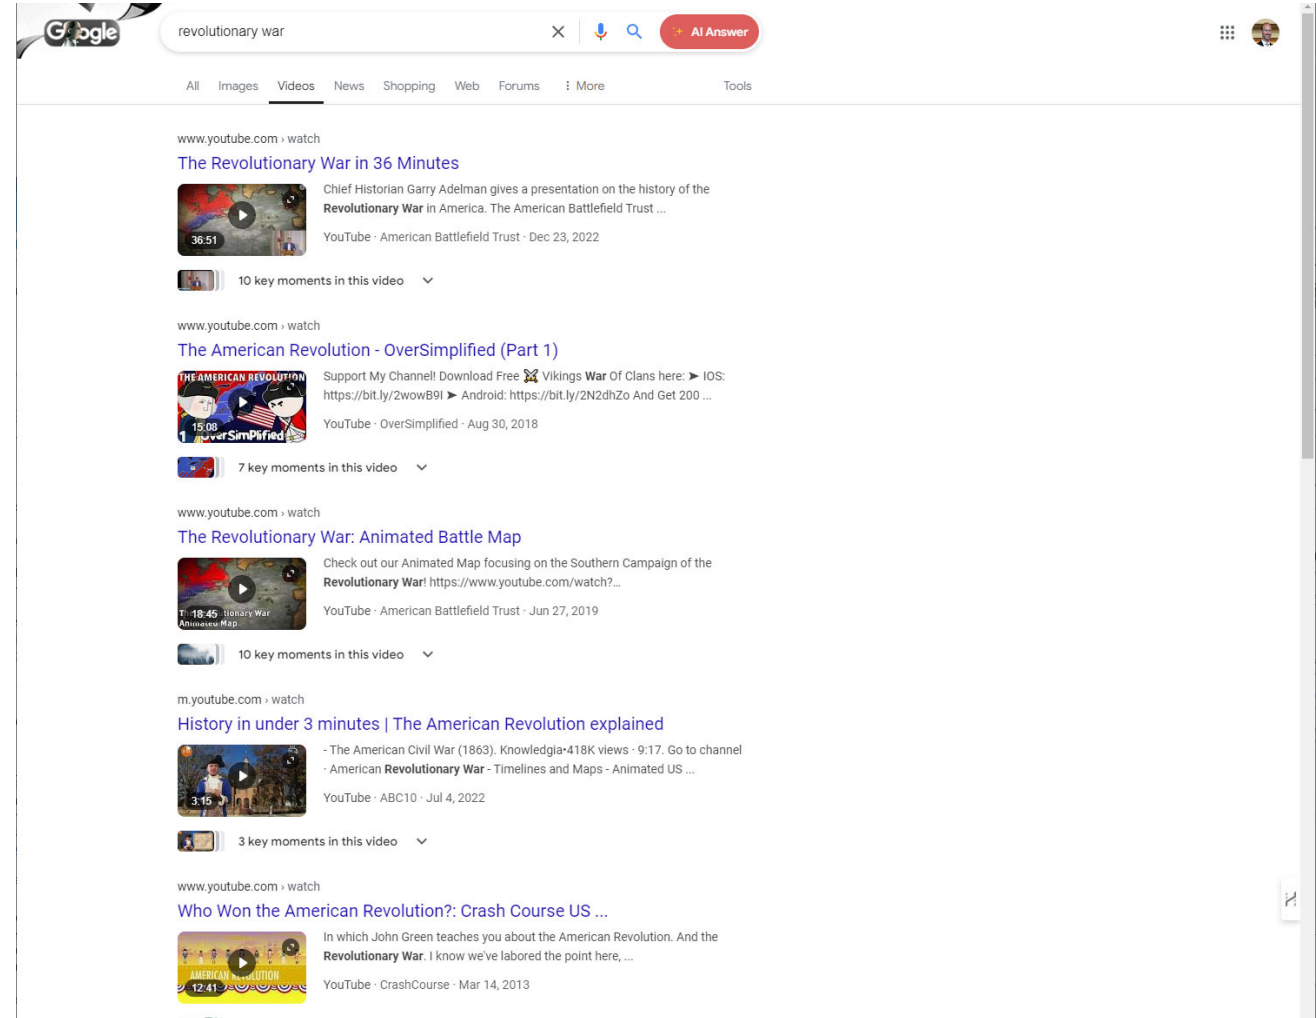 Google
revolutionary war
AI Answer
All Images Videos News Shopping Web Forums More Tools
www.youtube.com › watch
The Revolutionary War in 36 Minutes
36:51
Chief Historian Garry Adelman gives a presentation on the history of the
Revolutionary War in America. The American Battlefield Trust ...
YouTube · American Battlefield Trust · Dec 23, 2022
10 key moments in this video
www.youtube.com › watch
The American Revolution - OverSimplified (Part 1)
THE AMERICAN REVOLUTION
15:08
1 OverSimplified
Support My Channel! Download Free ⚔️ Vikings War Of Clans here: ➤ IOS:
https://bit.ly/2wowB9I ➤ Android: https://bit.ly/2N2dhZo And Get 200 ...
YouTube · OverSimplified · Aug 30, 2018
7 key moments in this video
www.youtube.com › watch
The Revolutionary War: Animated Battle Map
18:45
The Revolutionary War
Animated Map
Check out our Animated Map focusing on the Southern Campaign of the
Revolutionary War! https://www.youtube.com/watch?...
YouTube · American Battlefield Trust · Jun 27, 2019
10 key moments in this video
m.youtube.com › watch
History in under 3 minutes | The American Revolution explained
3:15
- The American Civil War (1863). Knowledgia•418K views · 9:17. Go to channel
· American Revolutionary War - Timelines and Maps - Animated US ...
YouTube · ABC10 · Jul 4, 2022
3 key moments in this video
www.youtube.com › watch
Who Won the American Revolution?: Crash Course US ...
AMERICAN REVOLUTION
12:41
In which John Green teaches you about the American Revolution. And the
Revolutionary War. I know we've labored the point here, ...
YouTube · CrashCourse · Mar 14, 2013